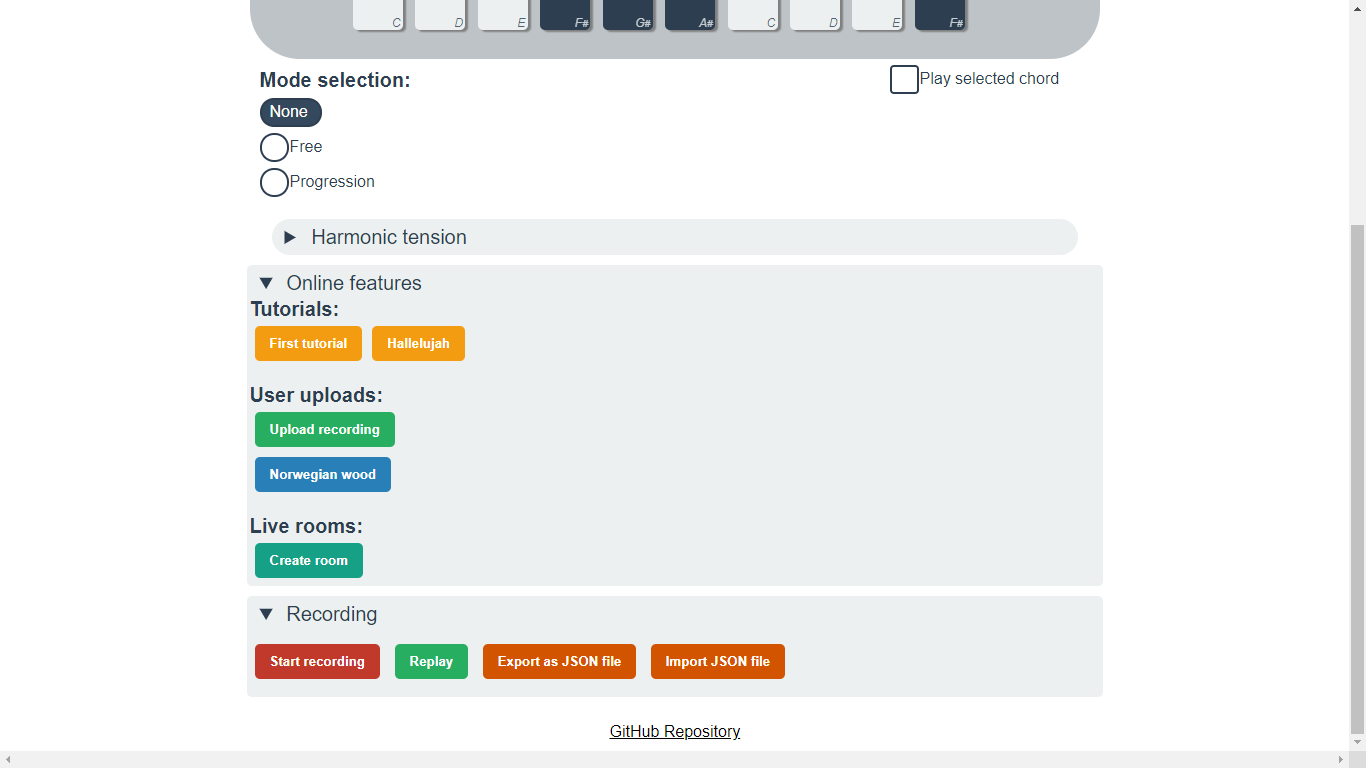 C D E F# G# A# C D E F#
Mode selection:
Play selected chord
None
Free
Progression
Harmonic tension
Online features
Tutorials:
First tutorial Hallelujah
User uploads:
Upload recording
Norwegian wood
Live rooms:
Create room
Recording
Start recording Replay Export as JSON file Import JSON file
GitHub Repository